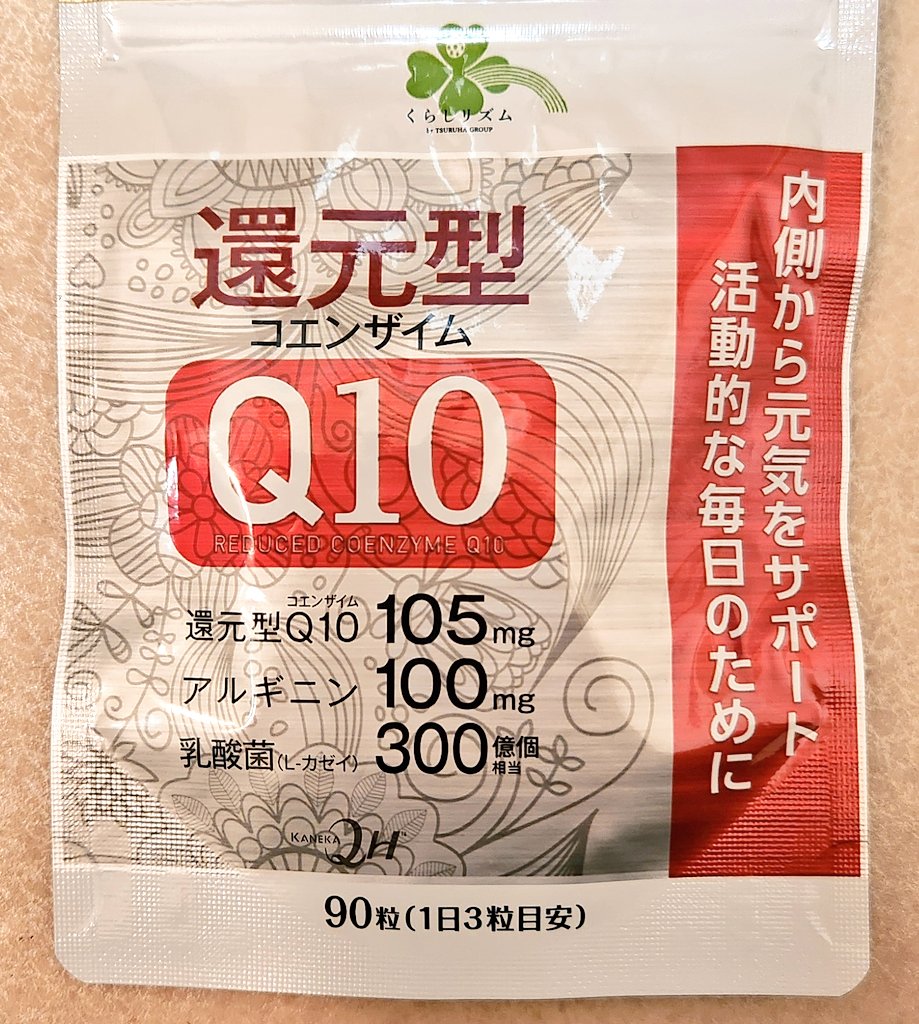 くらしリズム
by TSURUHA GROUP
還元型
コエンザイム
Q10
REDUCED COENZYME Q10
コエンザイム
還元型Q10 105mg
アルギニン 100mg
乳酸菌(L-カゼイ) 300億個相当
KANEKA QH
90粒(1日3粒目安)
内側から元気をサポート
活動的な毎日のために